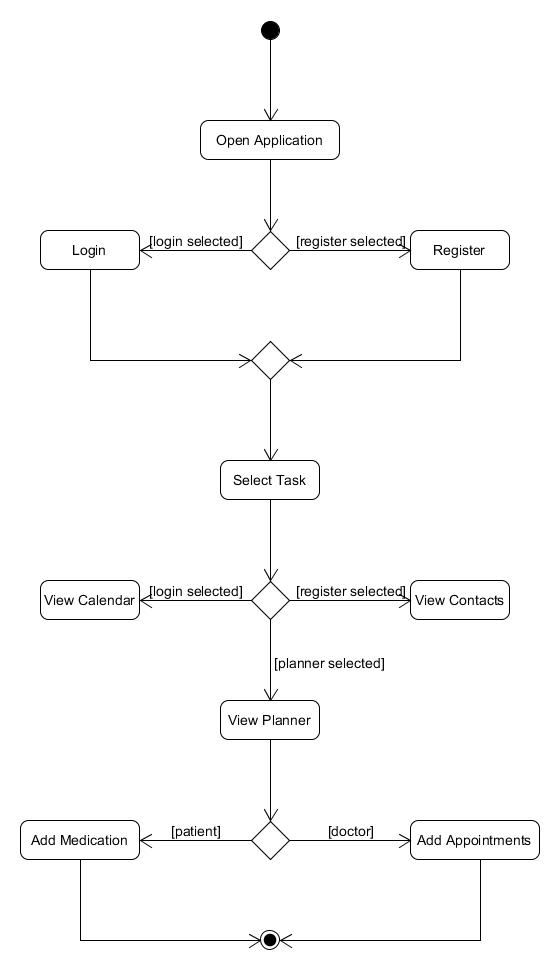 Open Application
[login selected]
[register selected]
Login
Register
Select Task
[login selected]
[register selected]
View Calendar
View Contacts
[planner selected]
View Planner
[patient]
[doctor]
Add Medication
Add Appointments